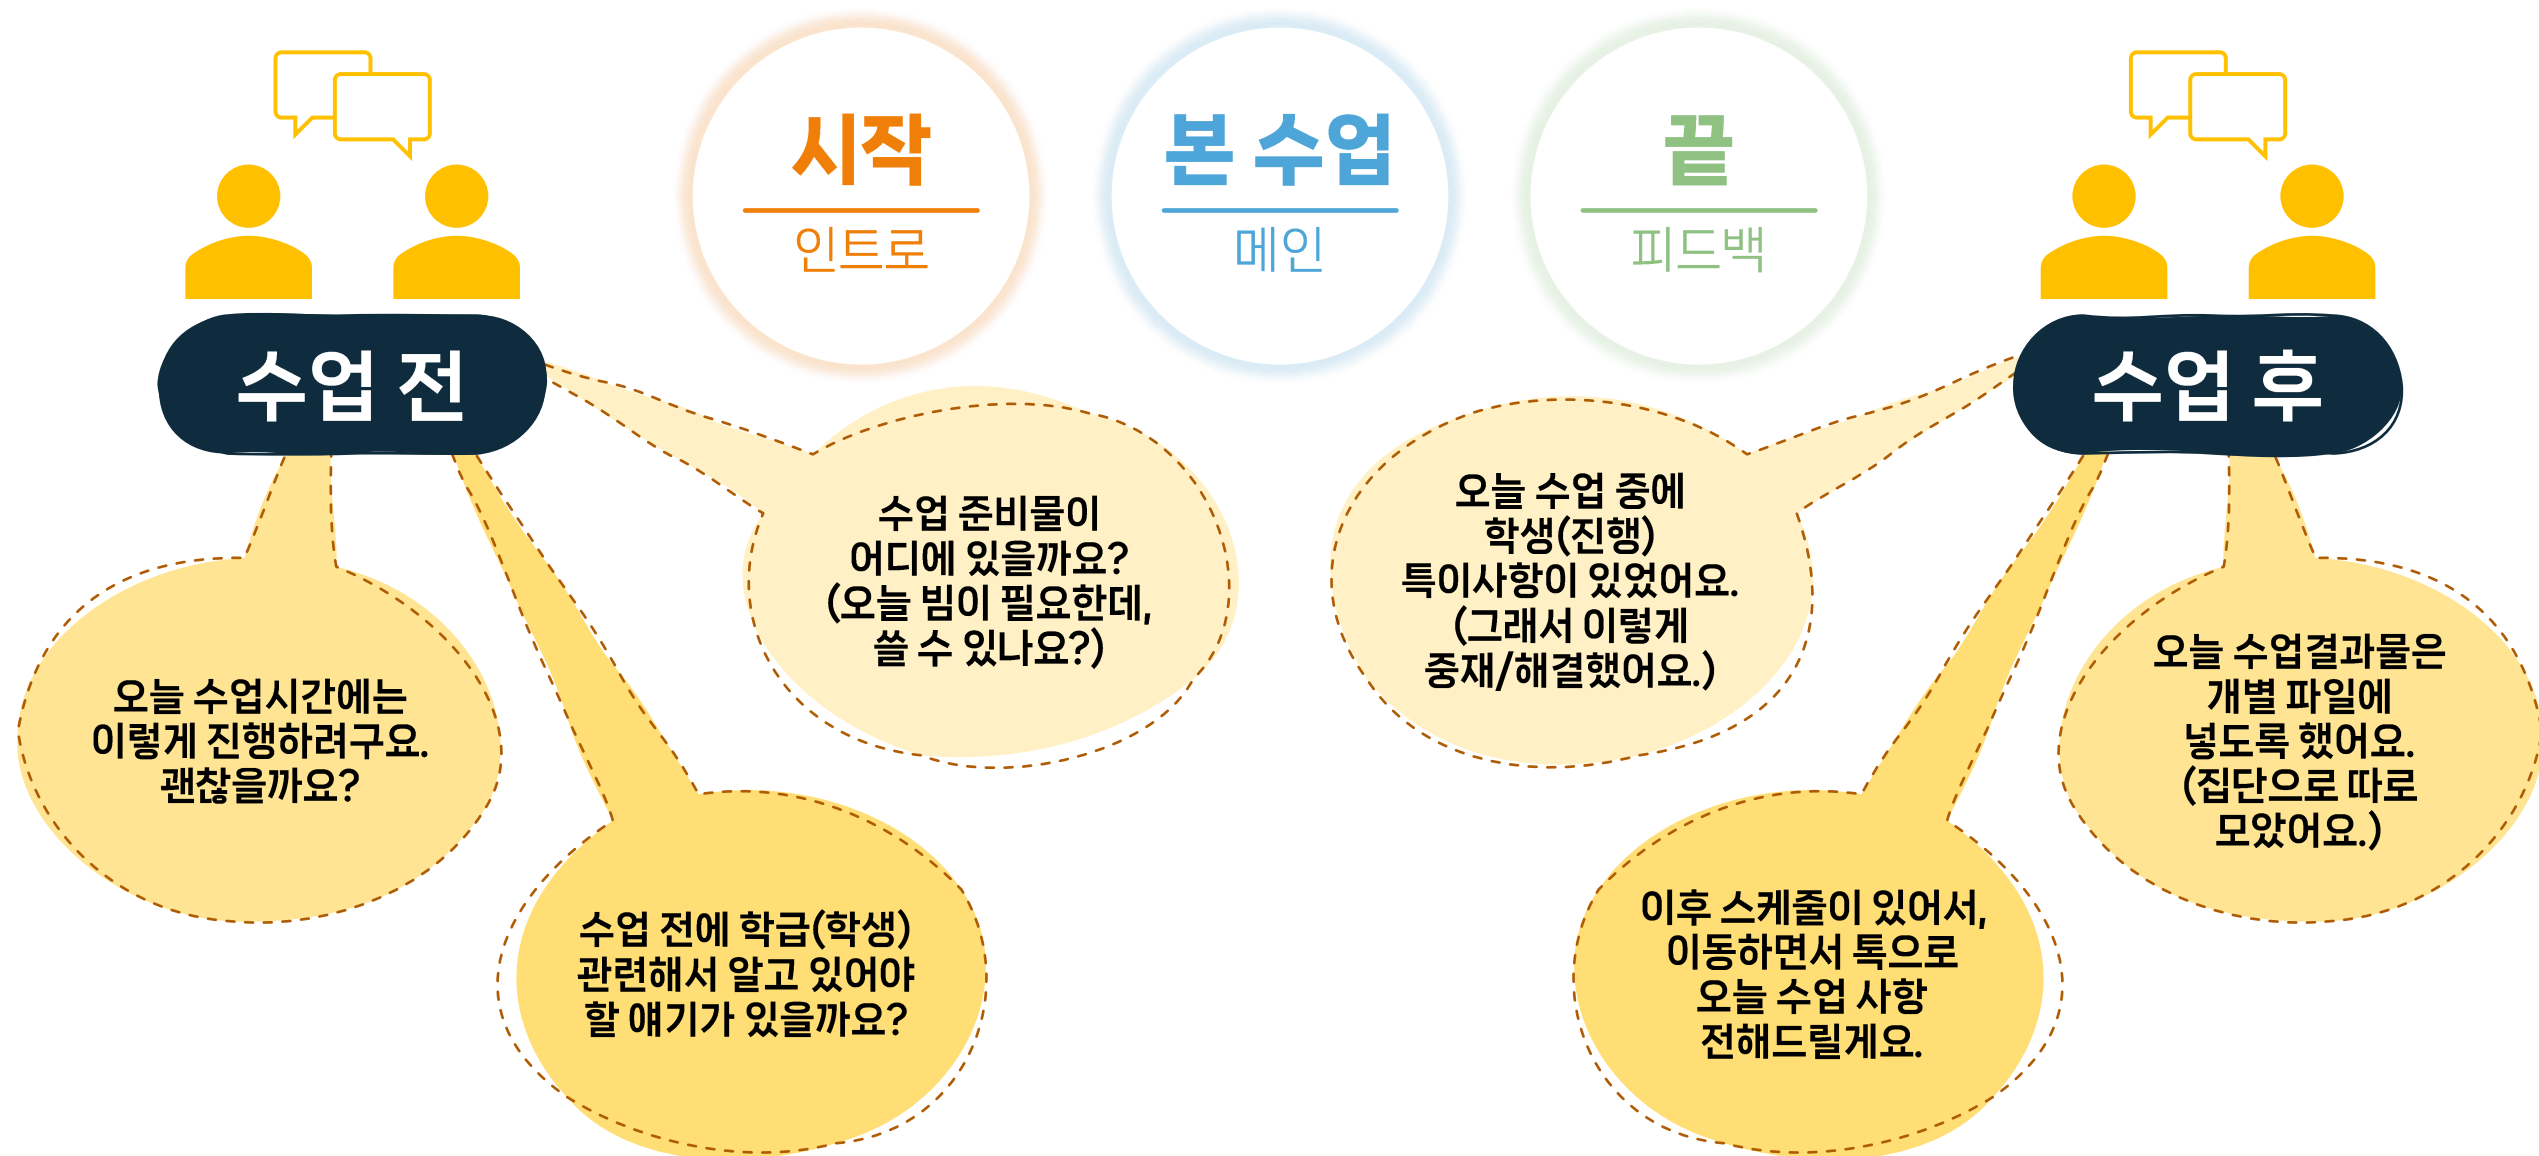 시작
인트로
본 수업
메인
끝
피드백
수업 전
수업 후
오늘 수업시간에는
이렇게 진행하려구요.
괜찮을까요?
수업 전에 학급(학생)
관련해서 알고 있어야
할 얘기가 있을까요?
수업 준비물이
어디에 있을까요?
(오늘 빔이 필요한데,
쓸 수 있나요?)
오늘 수업 중에
학생(진행)
특이사항이 있었어요.
(그래서 이렇게
중재/해결했어요.)
이후 스케줄이 있어서,
이동하면서 톡으로
오늘 수업 사항
전해드릴게요.
오늘 수업결과물은
개별 파일에
넣도록 했어요.
(집단으로 따로
모았어요.)